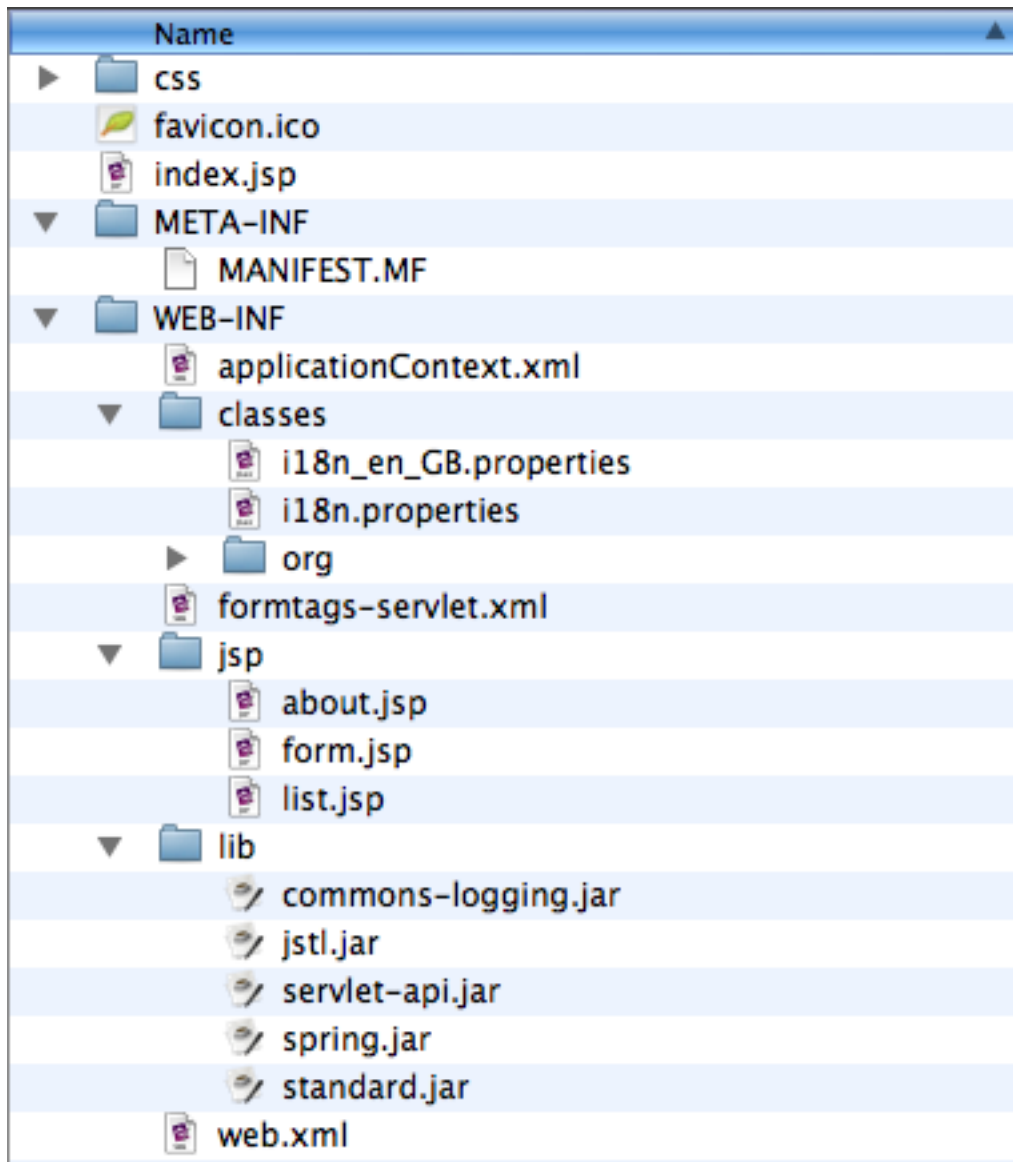 Name
css
favicon.ico
index.jsp
META-INF
MANIFEST.MF
WEB-INF
applicationContext.xml
classes
i18n_en_GB.properties
i18n.properties
org
formtags-servlet.xml
jsp
about.jsp
form.jsp
list.jsp
lib
commons-logging.jar
jstl.jar
servlet-api.jar
spring.jar
standard.jar
web.xml